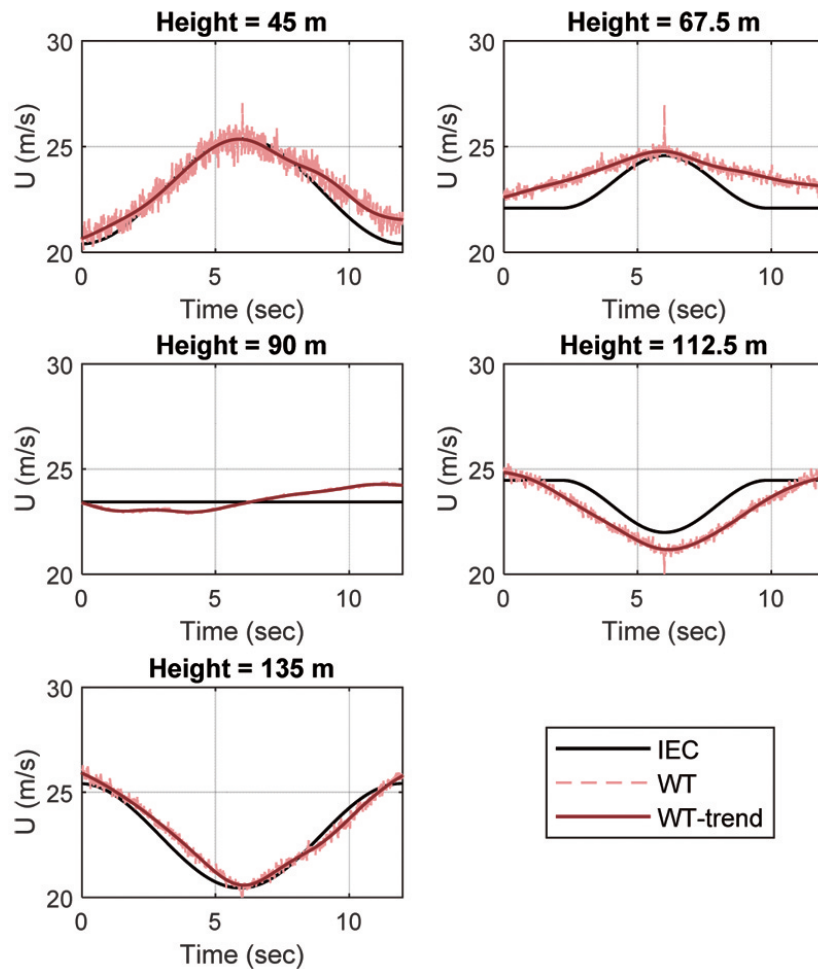 Height = 45 m
30
25
20
U (m/s)
0
5
10
Time (sec)
Height = 67.5 m
30
25
20
U (m/s)
0
5
10
Time (sec)
Height = 90 m
30
25
20
U (m/s)
0
5
10
Time (sec)
Height = 112.5 m
30
25
20
U (m/s)
0
5
10
Time (sec)
Height = 135 m
30
25
20
U (m/s)
0
5
10
Time (sec)
IEC
WT
WT-trend